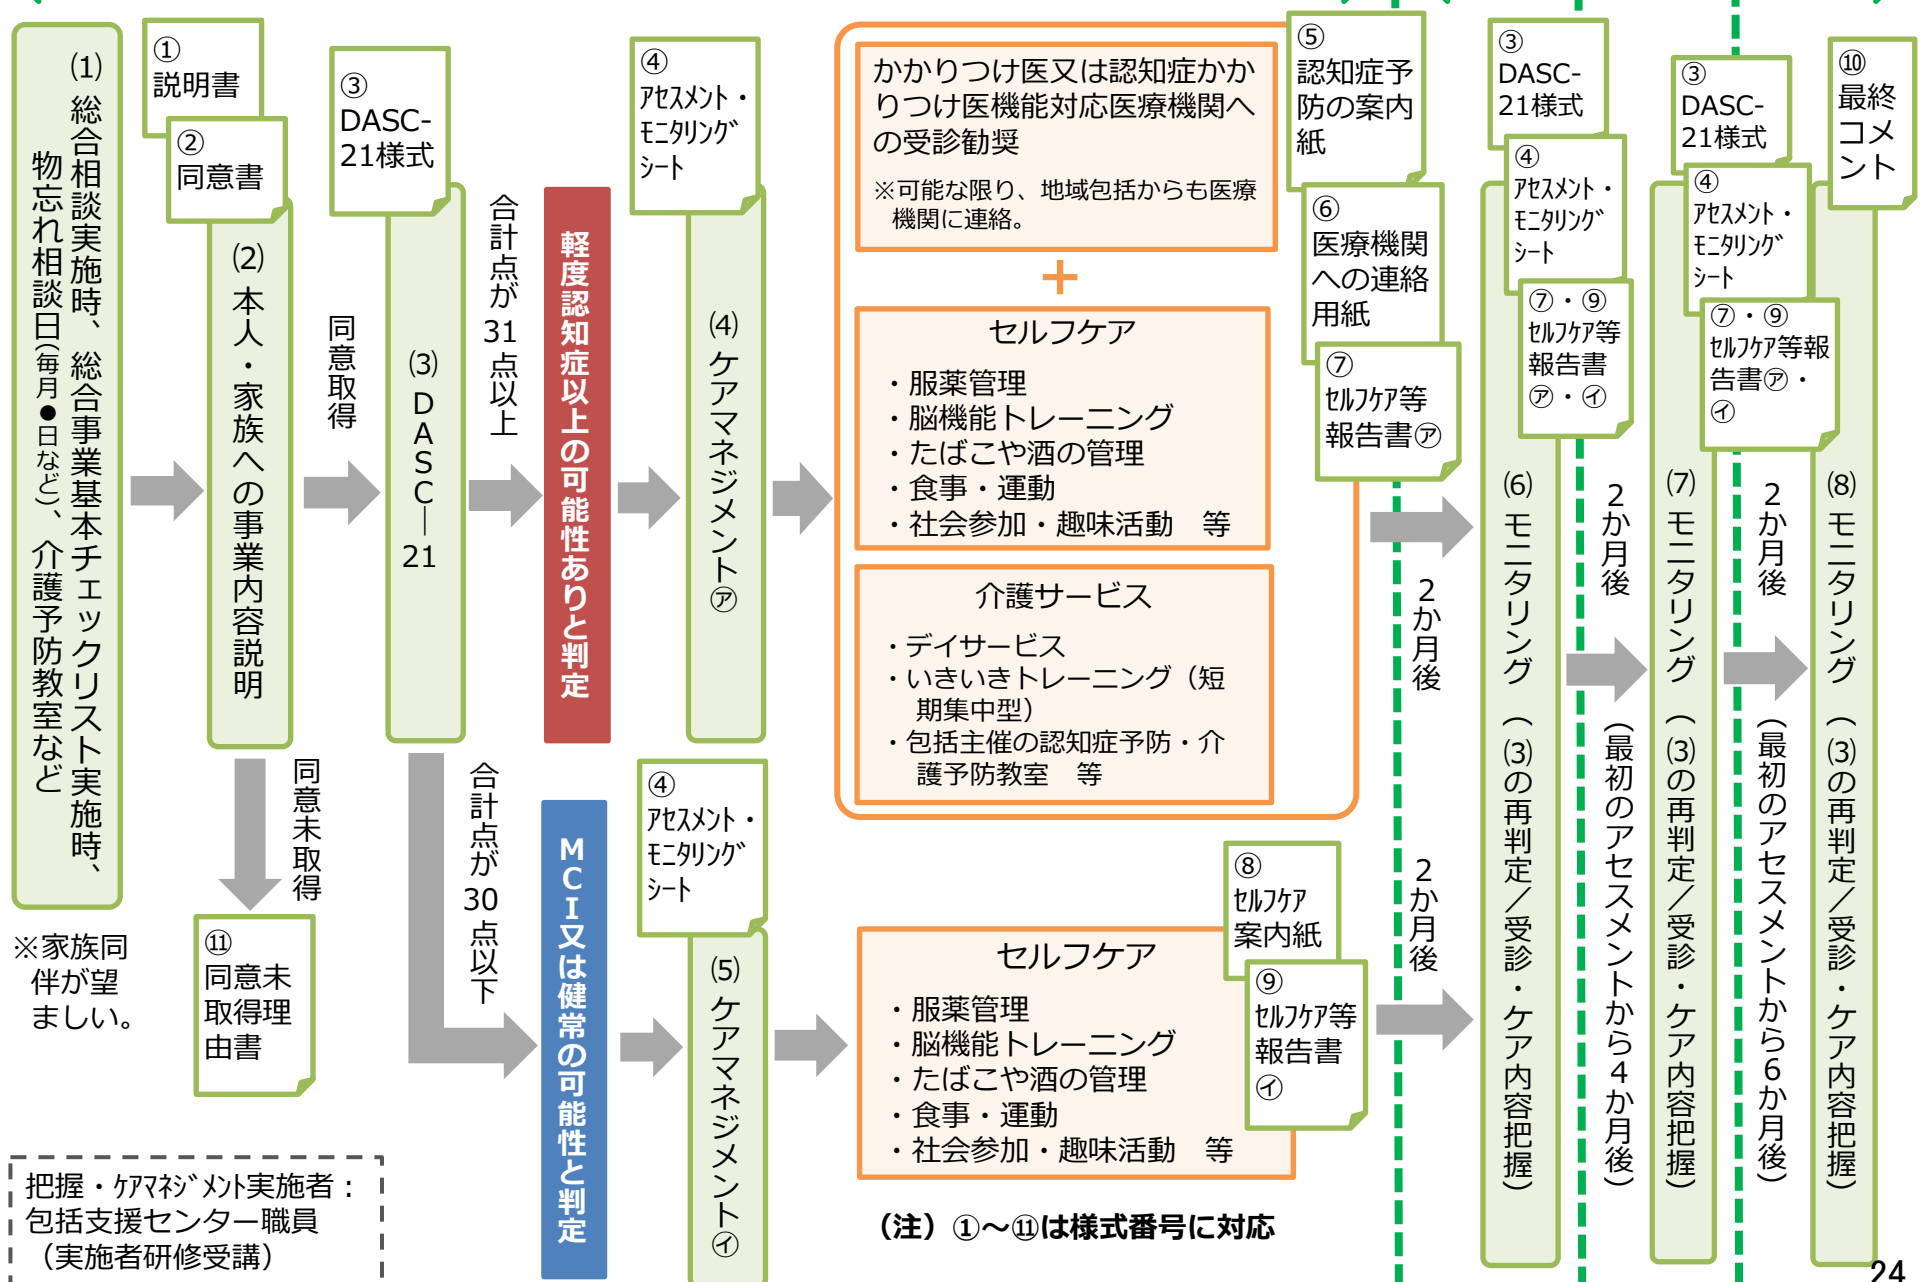 ⑴ 総合相談実施時、総合事業基本チェックリスト実施時、
物忘れ相談日(毎月●日など)、介護予防教室など
※家族同
伴が望
ましい。
①
説明書
②
同意書
⑵ 本人・家族への事業内容説明
同意取得
同意未取得
⑪
同意未
取得理
由書
③
DASC-
21様式
⑶ DASC―21
合計点が31点以上
合計点が30点以下
軽度認知症以上の可能性ありと判定
MCI又は健常の可能性と判定
④
ｱｾｽﾒﾝﾄ・
ﾓﾆﾀﾘﾝｸﾞ
ｼｰﾄ
⑷ ケアマネジメント㋐
④
ｱｾｽﾒﾝﾄ・
ﾓﾆﾀﾘﾝｸﾞ
ｼｰﾄ
⑸ ケアマネジメント㋑
かかりつけ医又は認知症かか
りつけ医機能対応医療機関へ
の受診勧奨
※可能な限り、地域包括からも医療
機関に連絡。
＋
セルフケア
・服薬管理
・脳機能トレーニング
・たばこや酒の管理
・食事・運動
・社会参加・趣味活動　等
介護サービス
・デイサービス
・いきいきトレーニング（短
期集中型）
・包括主催の認知症予防・介
護予防教室　等
⑤
認知症予
防の案内
紙
⑥
医療機関
への連絡
用紙
⑦
ｾﾙﾌｹｱ等
報告書㋐
セルフケア
・服薬管理
・脳機能トレーニング
・たばこや酒の管理
・食事・運動
・社会参加・趣味活動　等
⑧
ｾﾙﾌｹｱ
案内紙
⑨
ｾﾙﾌｹｱ等
報告書
㋑
2か月後
2か月後
③
DASC-
21様式
④
ｱｾｽﾒﾝﾄ・
ﾓﾆﾀﾘﾝｸﾞ
ｼｰﾄ
⑦・⑨
ｾﾙﾌｹｱ等
報告書
㋐・㋑
⑹ モニタリング（⑶の再判定／受診・ケア内容把握）
2か月後
（最初のアセスメントから4か月後）
③
DASC-
21様式
④
ｱｾｽﾒﾝﾄ・
ﾓﾆﾀﾘﾝｸﾞ
ｼｰﾄ
⑦・⑨
ｾﾙﾌｹｱ等報
告書㋐・
㋑
⑺ モニタリング（⑶の再判定／受診・ケア内容把握）
2か月後
（最初のアセスメントから6か月後）
⑩
最終
コメ
ント
⑻ モニタリング（⑶の再判定／受診・ケア内容把握）
把握・ｹｱﾏﾈｼﾞﾒﾝﾄ実施者：
包括支援センター職員
（実施者研修受講）
（注）①～⑪は様式番号に対応
24